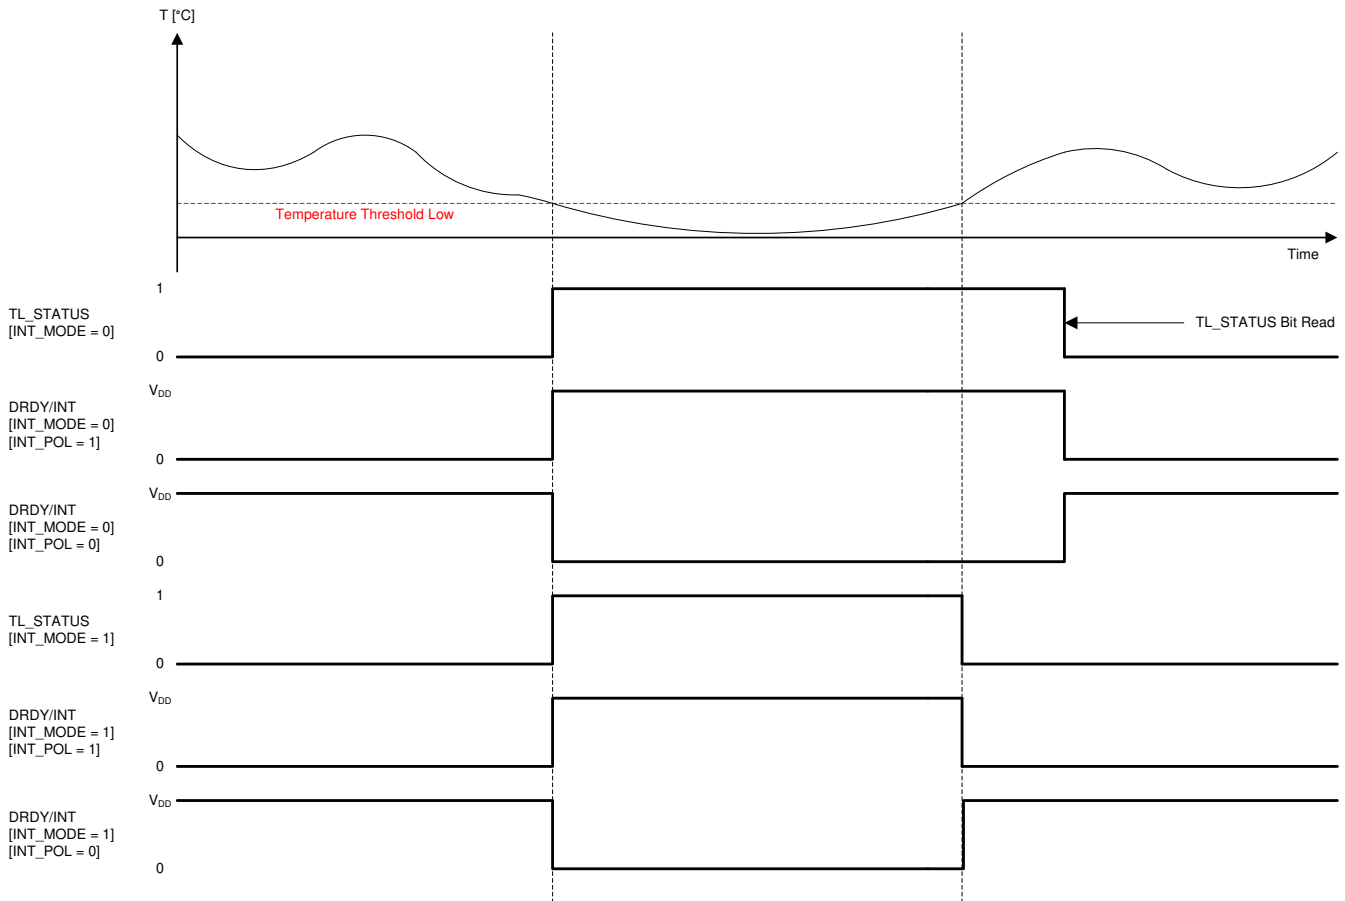 T [°C]
Temperature Threshold Low
Time
1
TL_STATUS
[INT_MODE = 0]
TL_STATUS Bit Read
0
VDD
DRDY/INT
[INT_MODE = 0]
[INT_POL = 1]
0
VDD
DRDY/INT
[INT_MODE = 0]
[INT_POL = 0]
0
1
TL_STATUS
[INT_MODE = 1]
0
VDD
DRDY/INT
[INT_MODE = 1]
[INT_POL = 1]
0
VDD
DRDY/INT
[INT_MODE = 1]
[INT_POL = 0]
0